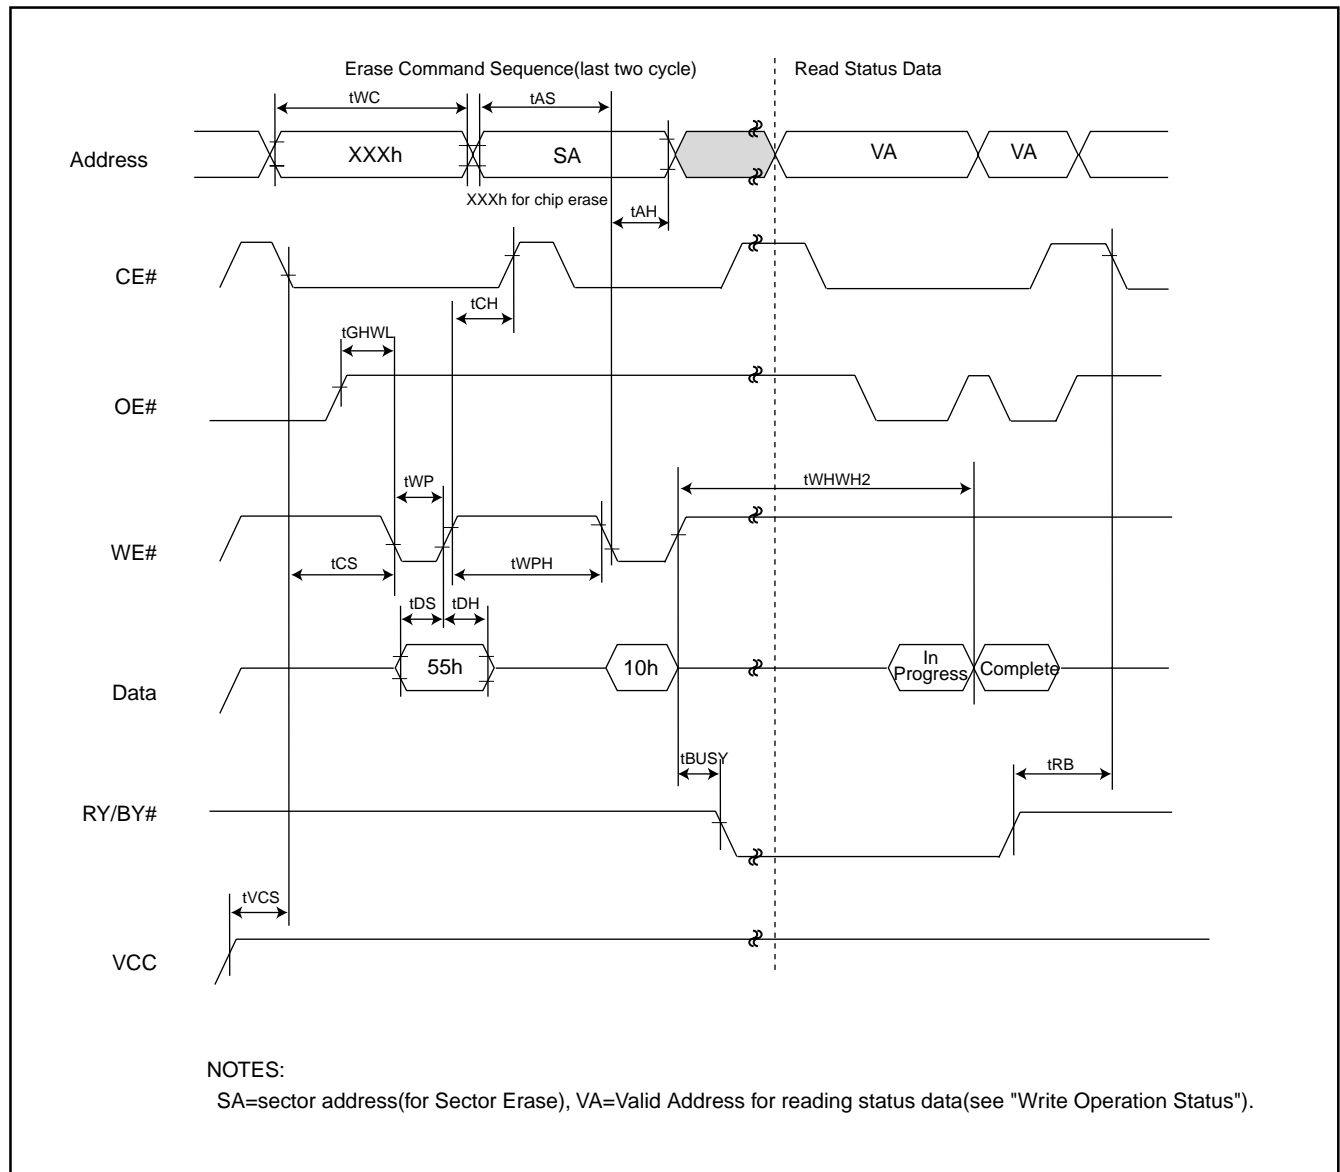 Erase Command Sequence(last two cycle)
Read Status Data
tWC
tAS
Address
XXXh
SA
VA
VA
XXXh for chip erase
tAH
CE#
tCH
tGHWL
OE#
tWP
tWHWH2
WE#
tCS
tWPH
tDS
tDH
Data
55h
10h
In
Progress
Complete
tBUSY
tRB
RY/BY#
tVCS
VCC
NOTES:
SA=sector address(for Sector Erase), VA=Valid Address for reading status data(see "Write Operation Status").